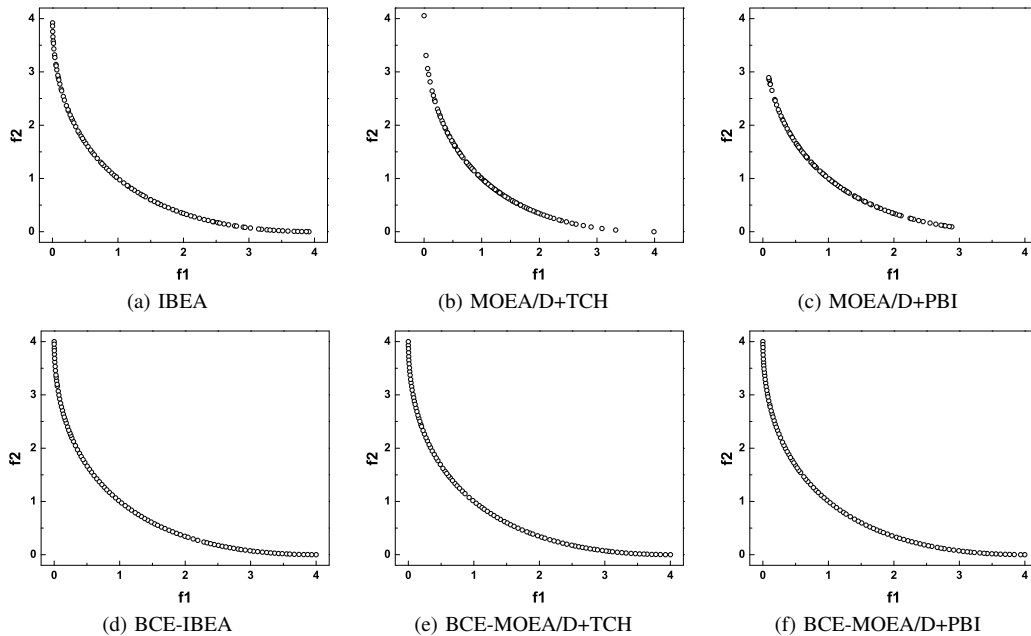 f2
4
3
2
1
0
0 1 2 3 4
f1
(a) IBEA
f2
4
3
2
1
0
0 1 2 3 4
f1
(b) MOEA/D+TCH
f2
4
3
2
1
0
0 1 2 3 4
f1
(c) MOEA/D+PBI
f2
4
3
2
1
0
0 1 2 3 4
f1
(d) BCE-IBEA
f2
4
3
2
1
0
0 1 2 3 4
f1
(e) BCE-MOEA/D+TCH
f2
4
3
2
1
0
0 1 2 3 4
f1
(f) BCE-MOEA/D+PBI